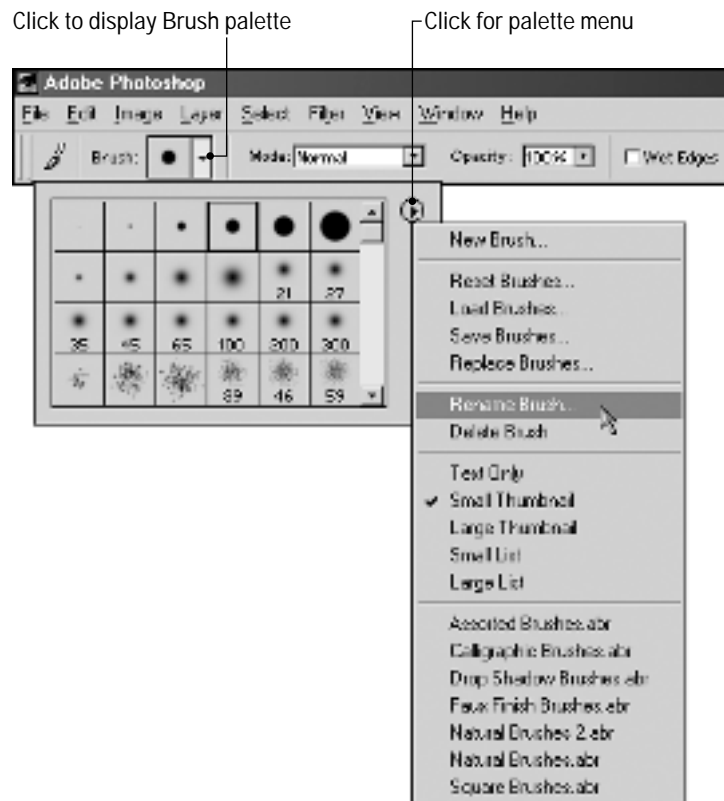 Click to display Brush palette
Click for palette menu
Adobe Photoshop
File Edit Image Layer Select Filter View Window Help
Brush: Mode: Normal Opacity: 100% Wet Edges
21 27
35 45 65 100 200 300
89 46 59
New Brush...
Reset Brushes...
Load Brushes...
Save Brushes...
Replace Brushes...
Rename Brush...
Delete Brush
Text Only
Small Thumbnail
Large Thumbnail
Small List
Large List
Assorted Brushes.abr
Calligraphic Brushes.abr
Drop Shadow Brushes.abr
Faux Finish Brushes.abr
Natural Brushes 2.abr
Natural Brushes.abr
Square Brushes.abr